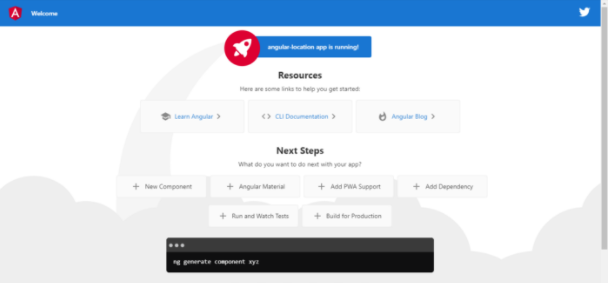 Welcome
angular-location app is running!
Resources
Here are some links to help you get started:
Learn Angular
CLI Documentation
Angular Blog
Next Steps
What do you want to do next with your app?
New Component
Angular Material
Add PWA Support
Add Dependency
Run and Watch Tests
Build for Production
ng generate component xyz